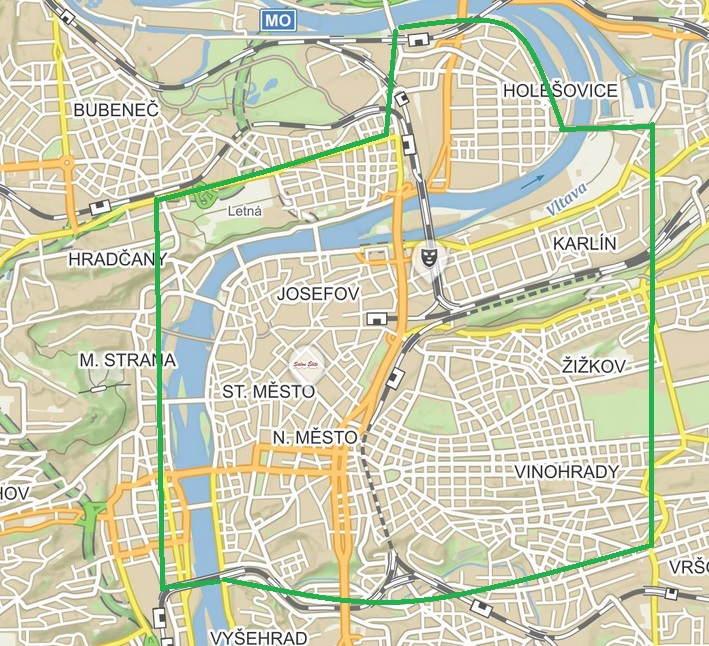 MO
HOLEŠOVICE
BUBENEČ
Letná
Vltava
HRADČANY
KARLÍN
JOSEFOV
M. STRANA
ŽIŽKOV
ST. MĚSTO
N. MĚSTO
VINOHRADY
HOV
VRŠO
VYŠEHRAD